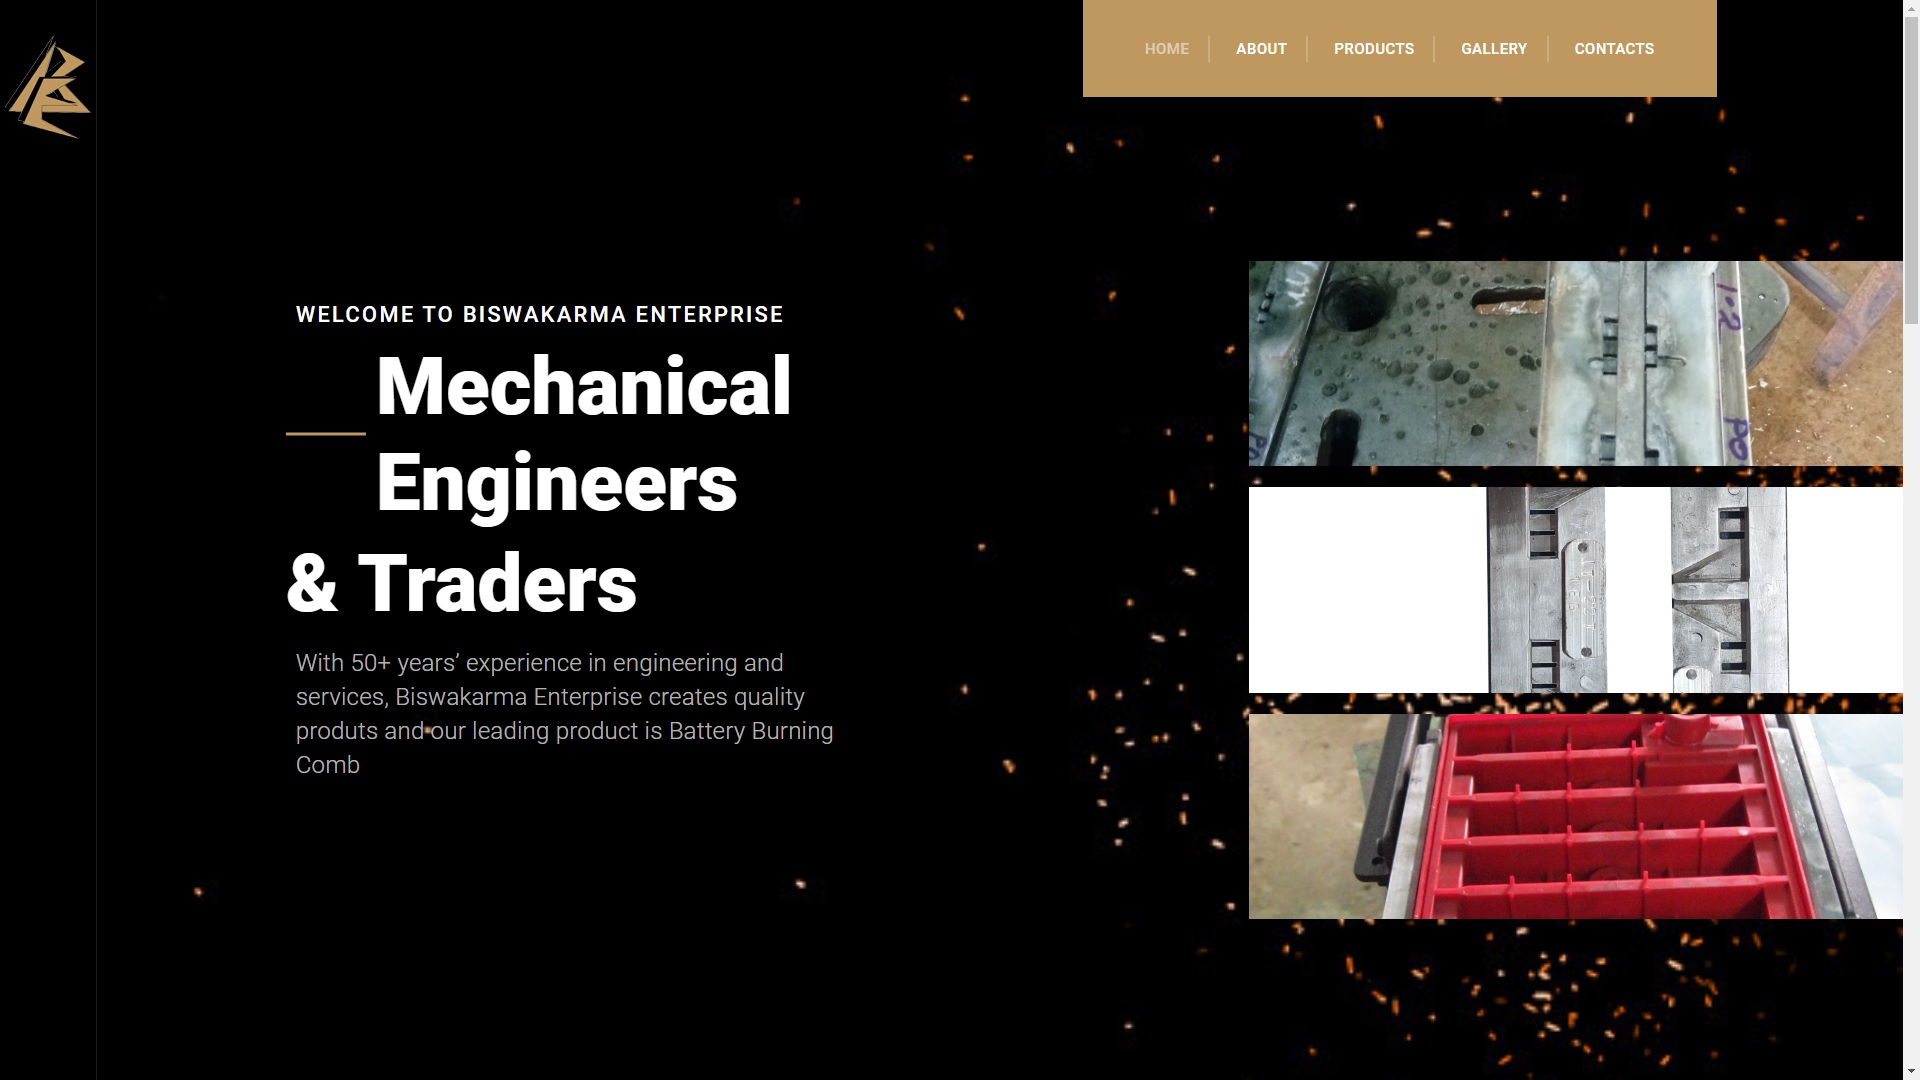 HOME
ABOUT
PRODUCTS
GALLERY
CONTACTS
WELCOME TO BISWAKARMA ENTERPRISE
Mechanical
Engineers
& Traders
With 50+ years’ experience in engineering and
services, Biswakarma Enterprise creates quality
produts and our leading product is Battery Burning
Comb